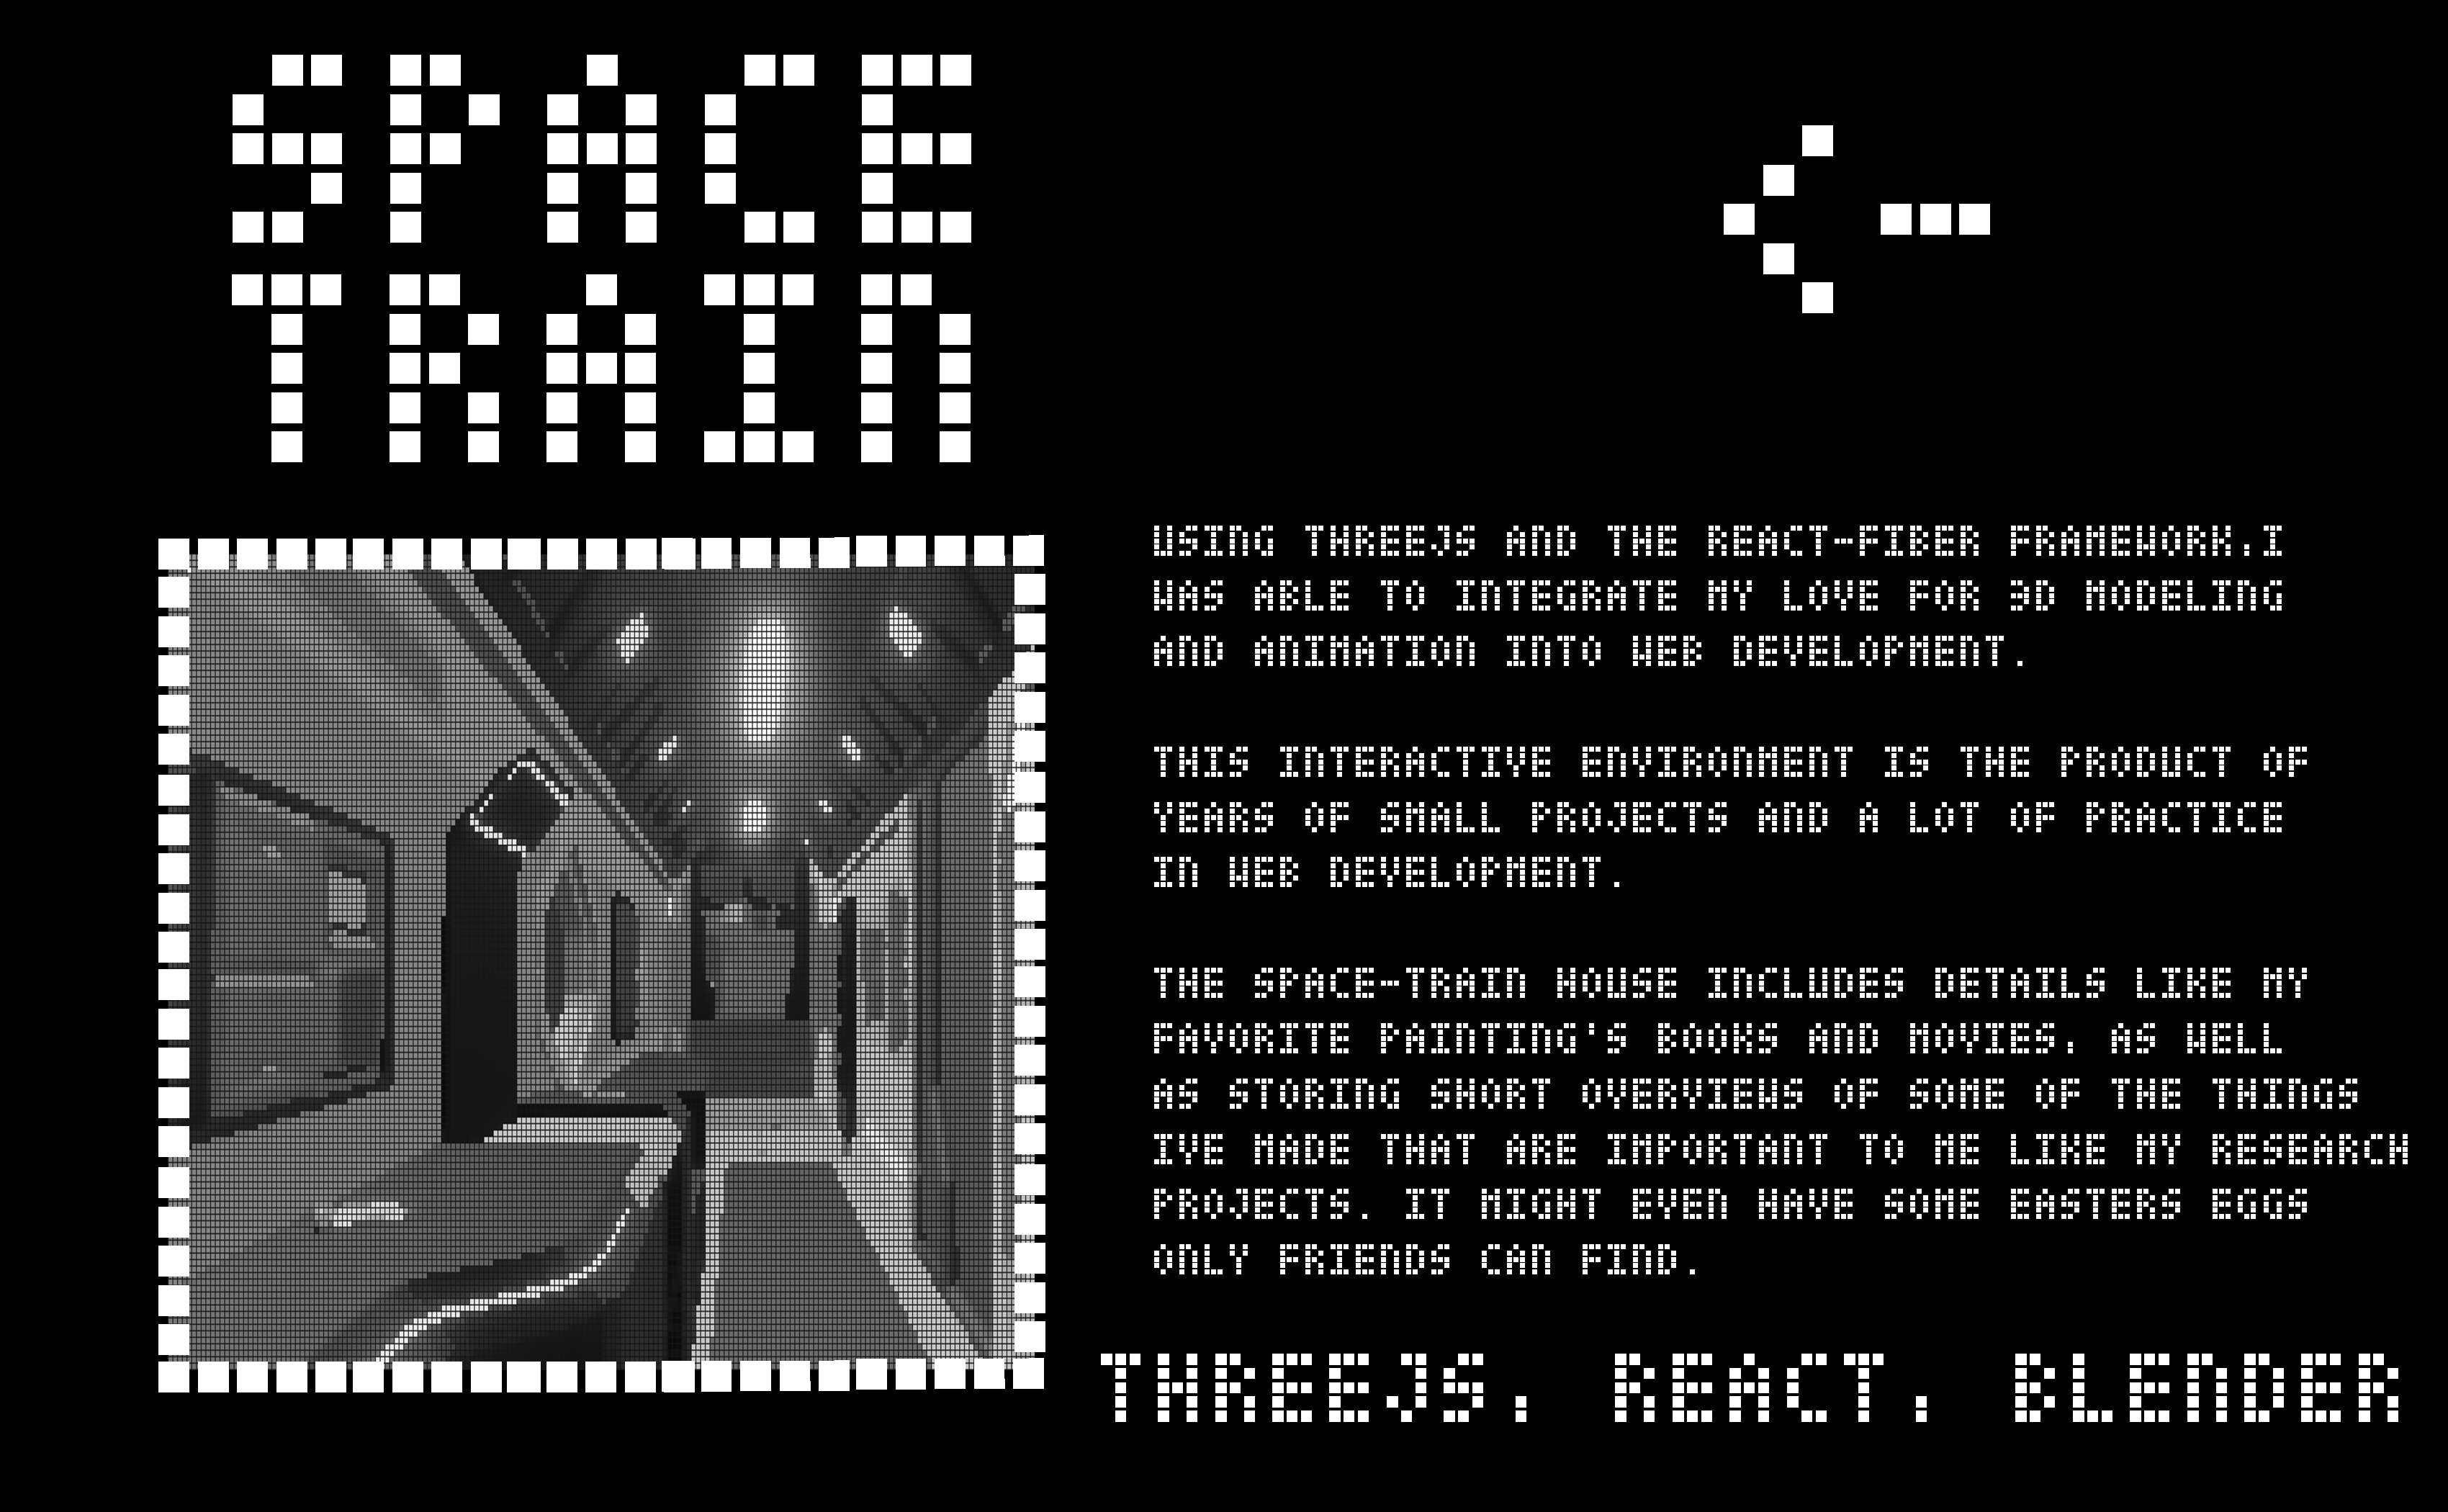 SPACE
TRAIN
<--
USING THREEJS AND THE REACT-FIBER FRAMEWORK,I
WAS ABLE TO INTEGRATE MY LOVE FOR 3D MODELING
AND ANIMATION INTO WEB DEVELOPMENT.
THIS INTERACTIVE ENVIRONMENT IS THE PRODUCT OF
YEARS OF SMALL PROJECTS AND A LOT OF PRACTICE
IN WEB DEVELOPMENT.
THE SPACE-TRAIN HOUSE INCLUDES DETAILS LIKE MY
FAVORITE PAINTING'S BOOKS AND MOVIES, AS WELL
AS STORING SHORT OVERVIEWS OF SOME OF THE THINGS
IVE MADE THAT ARE IMPORTANT TO ME LIKE MY RESEARCH
PROJECTS. IT MIGHT EVEN HAVE SOME EASTERS EGGS
ONLY FRIENDS CAN FIND.
THREEJS, REACT, BLENDER